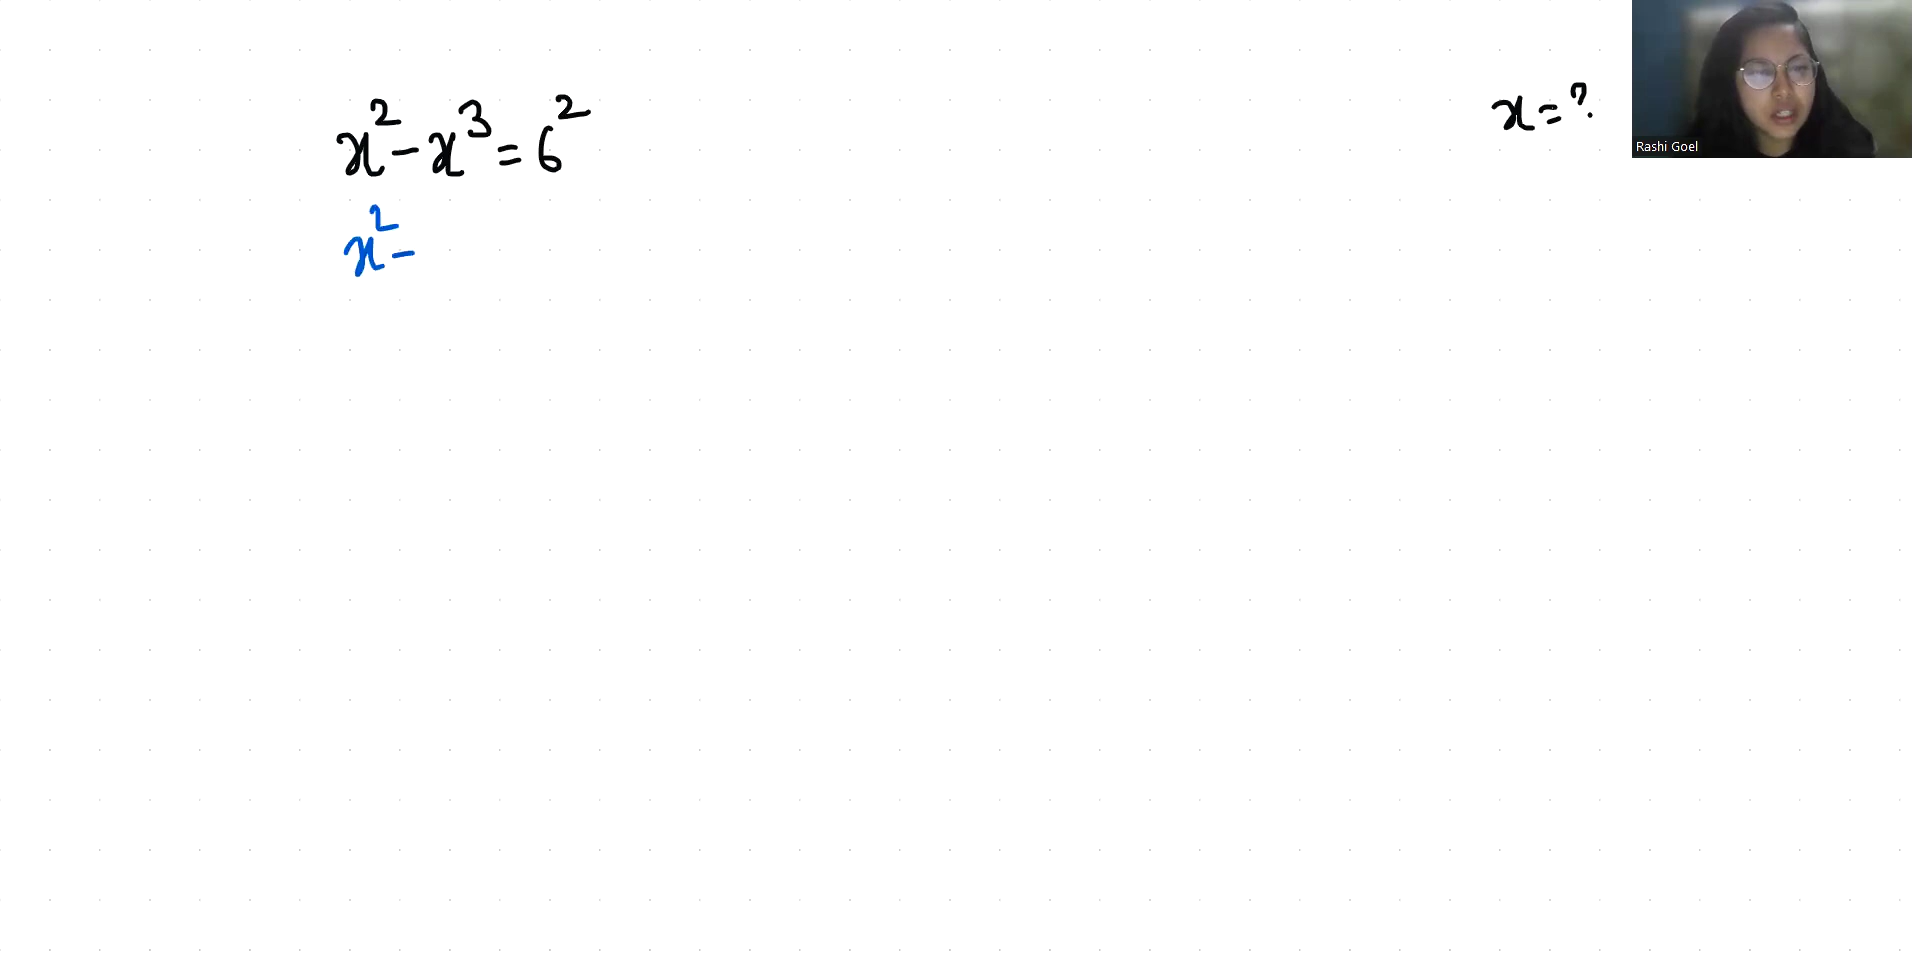 x² - x³ = 6²
x = ?
Rashi Goel
x² -